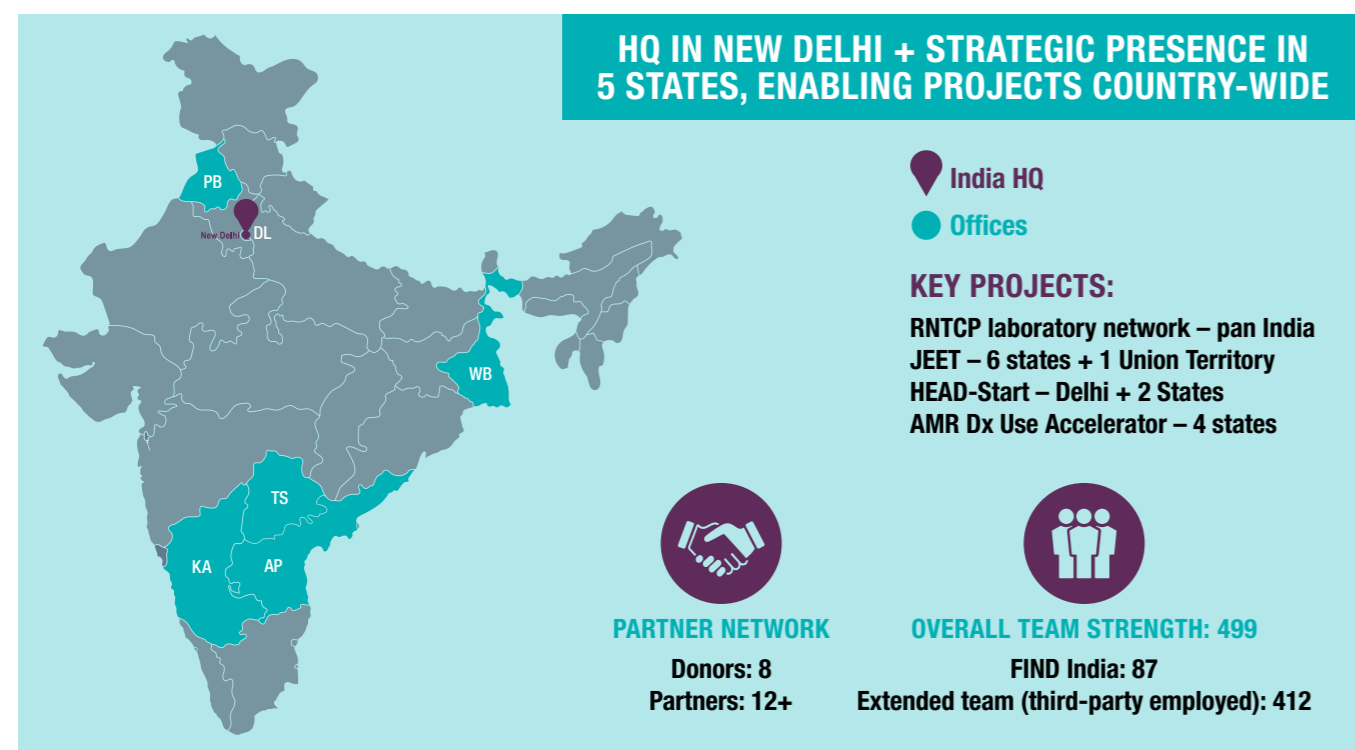 HQ IN NEW DELHI + STRATEGIC PRESENCE IN
5 STATES, ENABLING PROJECTS COUNTRY-WIDE
PB
New Delhi
DL
WB
TS
KA
AP
India HQ
Offices
KEY PROJECTS:
RNTCP laboratory network – pan India
JEET – 6 states + 1 Union Territory
HEAD-Start – Delhi + 2 States
AMR Dx Use Accelerator – 4 states
PARTNER NETWORK
Donors: 8
Partners: 12+
OVERALL TEAM STRENGTH: 499
FIND India: 87
Extended team (third-party employed): 412